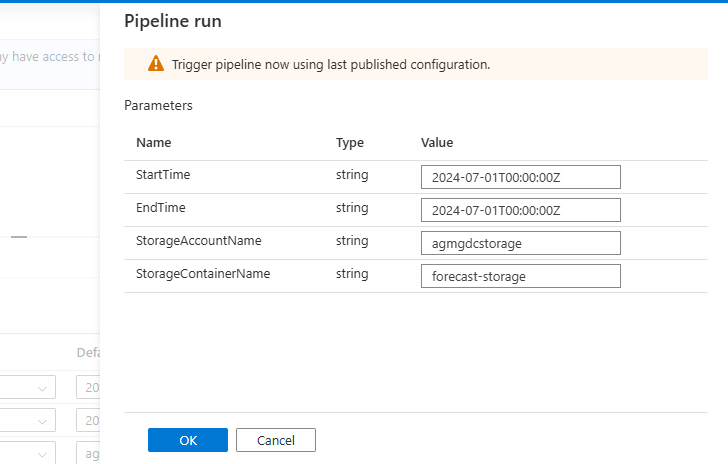 Pipeline run
have access to
Trigger pipeline now using last published configuration.
Parameters
Name Type Value
StartTime string 2024-07-01T00:00:00Z
EndTime string 2024-07-01T00:00:00Z
StorageAccountName string agmgdcstorage
StorageContainerName string forecast-storage
Defa
20
20
ag
OK Cancel